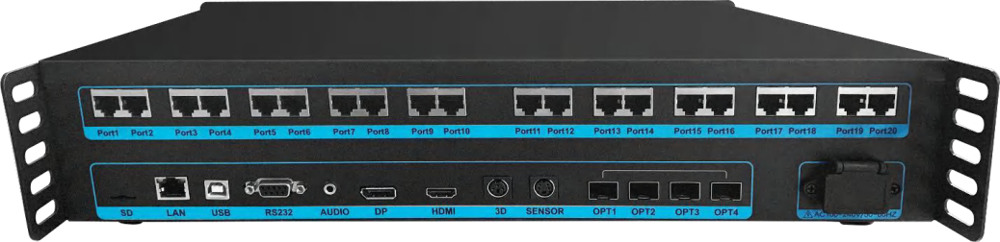 Port1 Port2 Port3 Port4 Port5 Port6 Port7 Port8 Port9 Port10 Port11 Port12 Port13 Port14 Port15 Port16 Port17 Port18 Port19 Port20
SD LAN USB RS232 AUDIO DP HDMI 3D SENSOR OPT1 OPT2 OPT3 OPT4